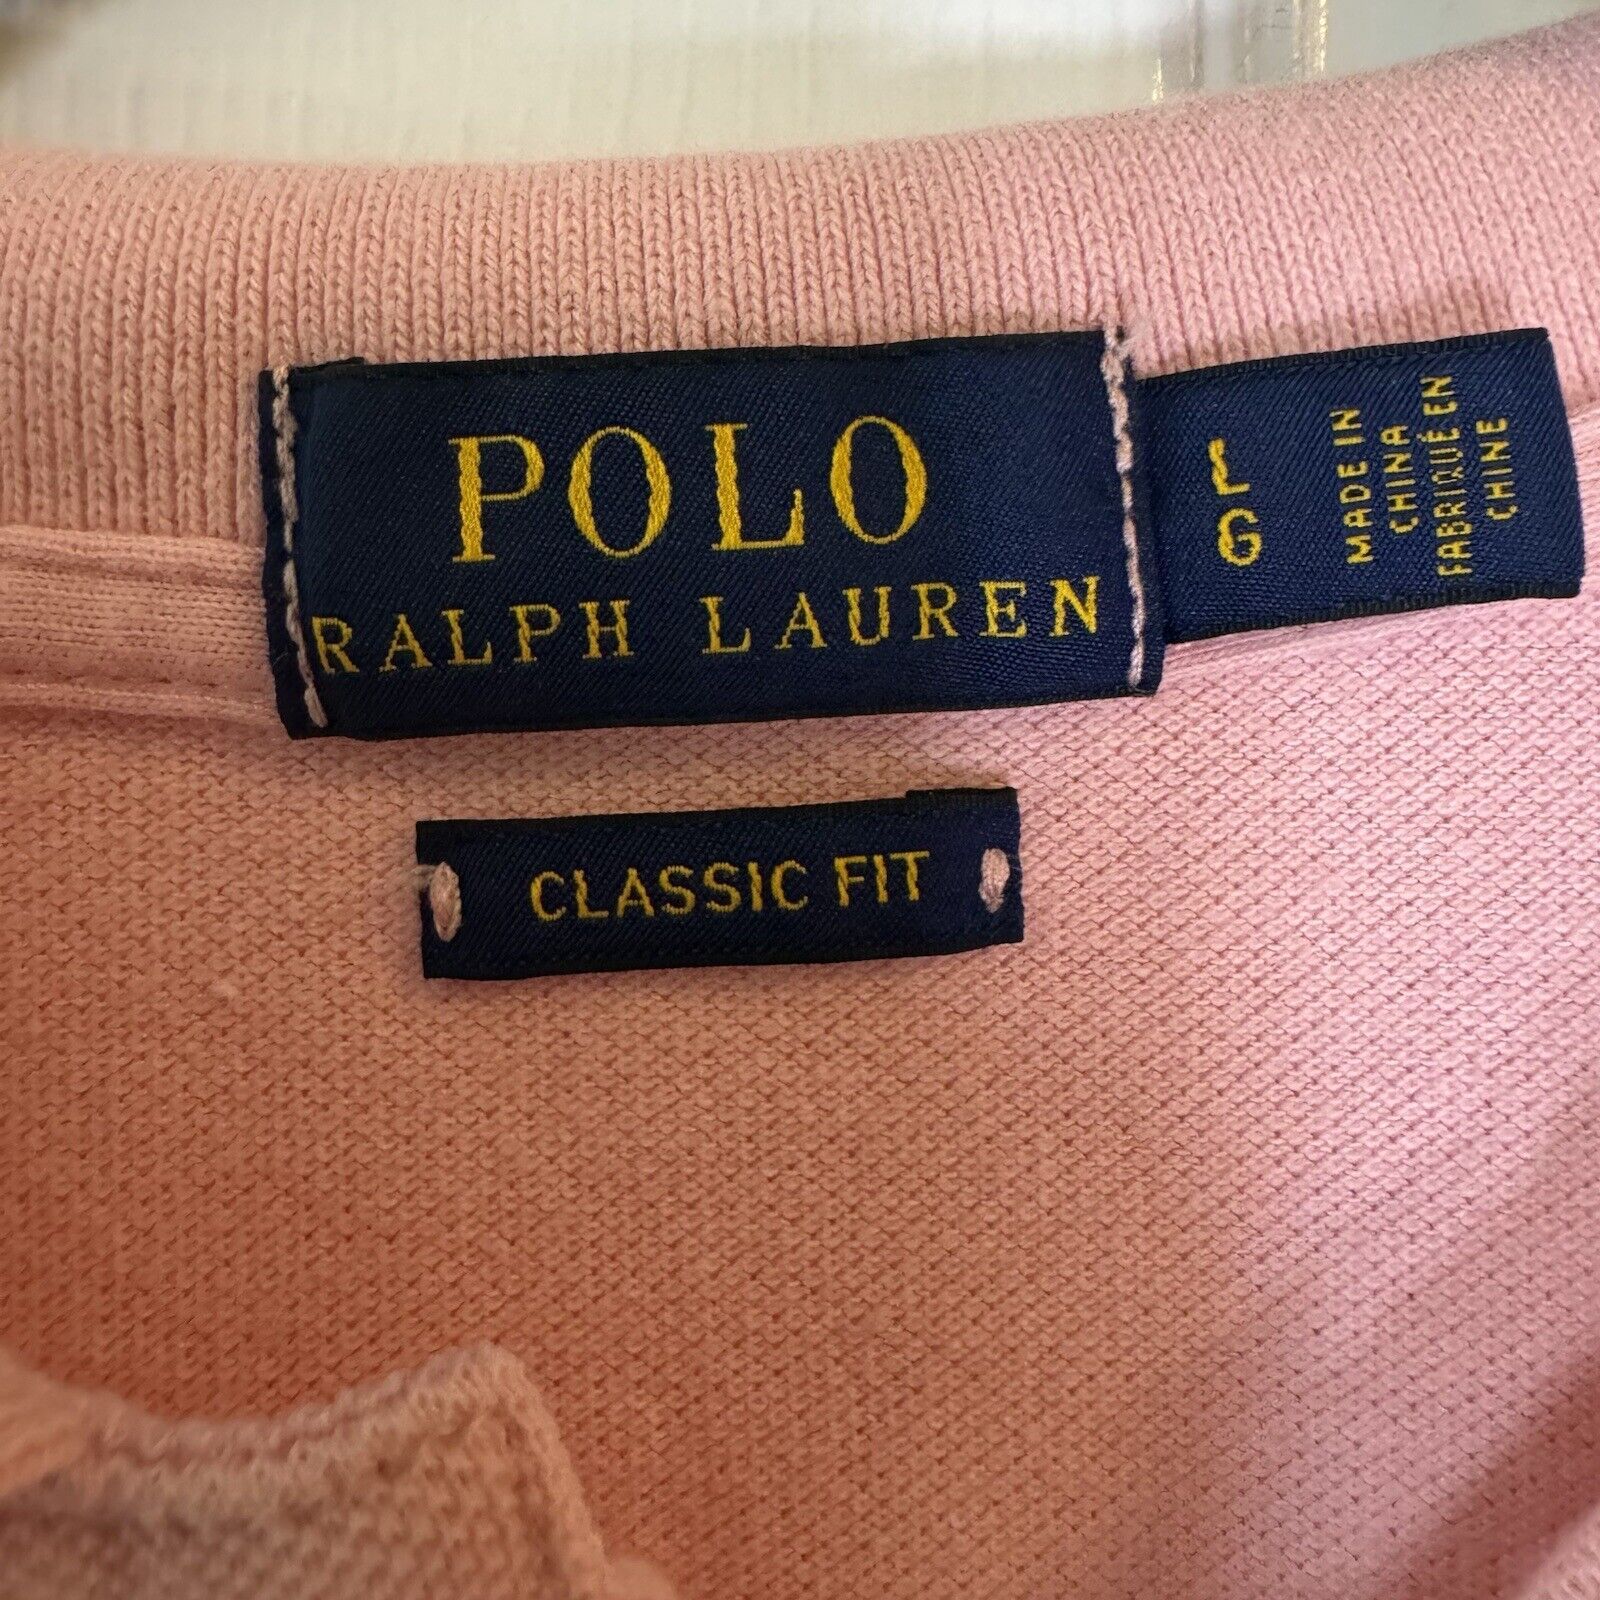 POLO
RALPH LAUREN
L
G
MADE IN
CHINA
FABRIQUÉ EN
CHINE
CLASSIC FIT